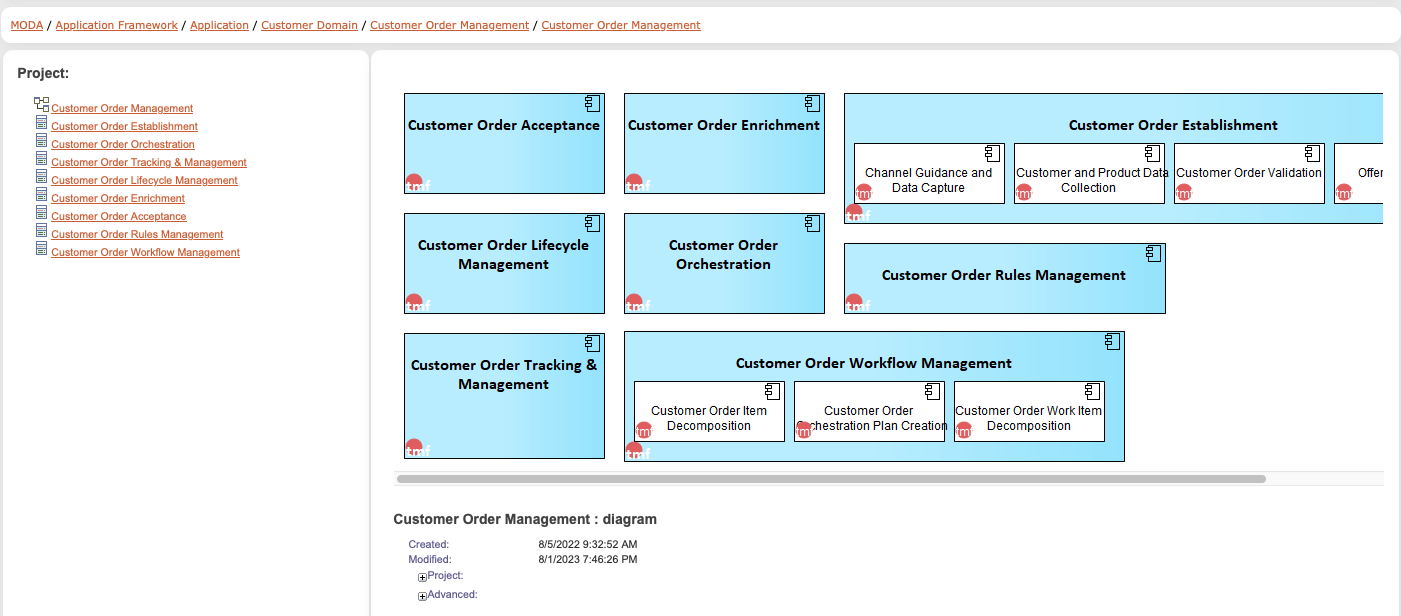 MODA / Application Framework / Application / Customer Domain / Customer Order Management / Customer Order Management
Project:
Customer Order Management
Customer Order Establishment
Customer Order Orchestration
Customer Order Tracking & Management
Customer Order Lifecycle Management
Customer Order Enrichment
Customer Order Acceptance
Customer Order Rules Management
Customer Order Workflow Management
Customer Order Acceptance
tmf
Customer Order Enrichment
tmf
Customer Order Establishment
Channel Guidance and
Data Capture
tmf
Customer and Product Data
Collection
tmf
Customer Order Validation
tmf
Offer
tmf
tmf
Customer Order Lifecycle
Management
tmf
Customer Order
Orchestration
tmf
Customer Order Rules Management
tmf
Customer Order Tracking &
Management
tmf
Customer Order Workflow Management
Customer Order Item
Decomposition
tmf
Customer Order
Orchestration Plan Creation
tmf
Customer Order Work Item
Decomposition
tmf
tmf
Customer Order Management : diagram
Created: 8/5/2022 9:32:52 AM
Modified: 8/1/2023 7:46:26 PM
Project:
Advanced: